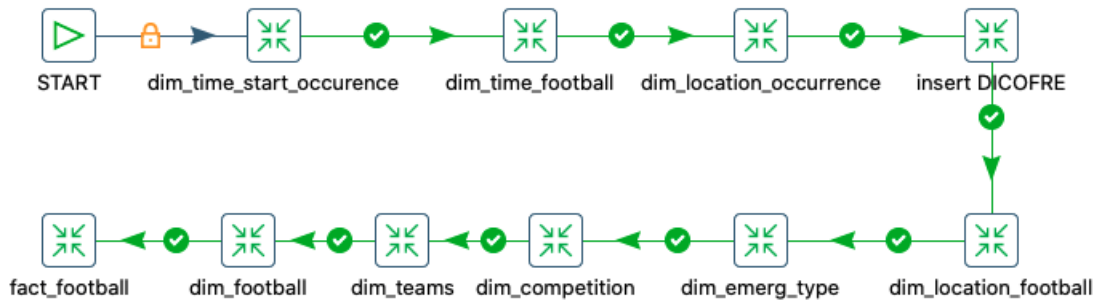 START
dim_time_start_occurence
dim_time_football
dim_location_occurrence
insert DICOFRE
fact_football
dim_football
dim_teams
dim_competition
dim_emerg_type
dim_location_football